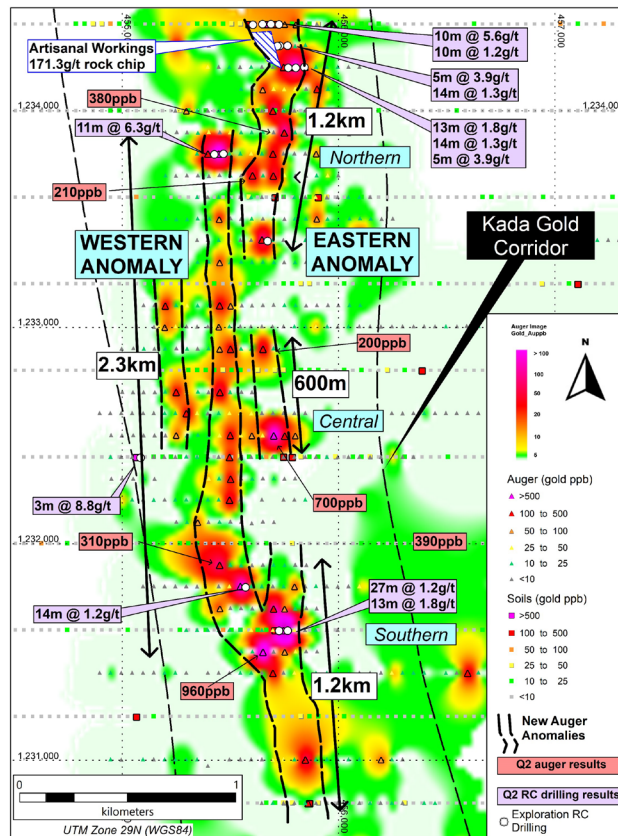 455,000
456,000
457,000
Artisanal Workings
171.3g/t rock chip
10m @ 5.6g/t
10m @ 1.2g/t
5m @ 3.9g/t
14m @ 1.3g/t
1,234,000
1,234,000
380ppb
11m @ 6.3g/t
1.2km
13m @ 1.8g/t
14m @ 1.3g/t
5m @ 3.9g/t
Northern
210ppb
Kada Gold
Corridor
WESTERN
ANOMALY
EASTERN
ANOMALY
1,233,000
200ppb
2.3km
600m
Central
3m @ 8.8g/t
700ppb
1,232,000
310ppb
390ppb
14m @ 1.2g/t
27m @ 1.2g/t
13m @ 1.8g/t
Southern
960ppb
1.2km
1,231,000
Auger Image
Gold_Auppb
> 100
50
20
10
5
N
Auger (gold ppb)
>500
100 to 500
50 to 100
25 to 50
10 to 25
<10
Soils (gold ppb)
>500
100 to 500
50 to 100
25 to 50
10 to 25
<10
New Auger
Anomalies
Q2 auger results
Q2 RC drilling results
Exploration RC
Drilling
0
1
kilometers
UTM Zone 29N (WGS84)
456,000